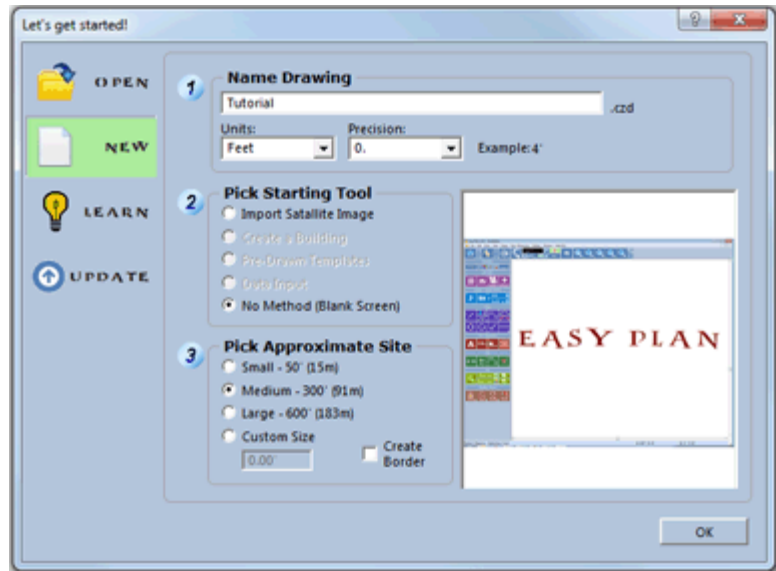 Let's get started!
OPEN
NEW
LEARN
UPDATE
1
Name Drawing
Tutorial
.czd
Units:
Precision:
Feet
0.
Example: 4'
2
Pick Starting Tool
Import Satallite Image
Create a Building
Pre-Drawn Templates
Data Input
No Method (Blank Screen)
3
Pick Approximate Site
Small - 50' (15m)
Medium - 300' (91m)
Large - 600' (183m)
Custom Size
0.00'
Create
Border
EASY PLAN
OK